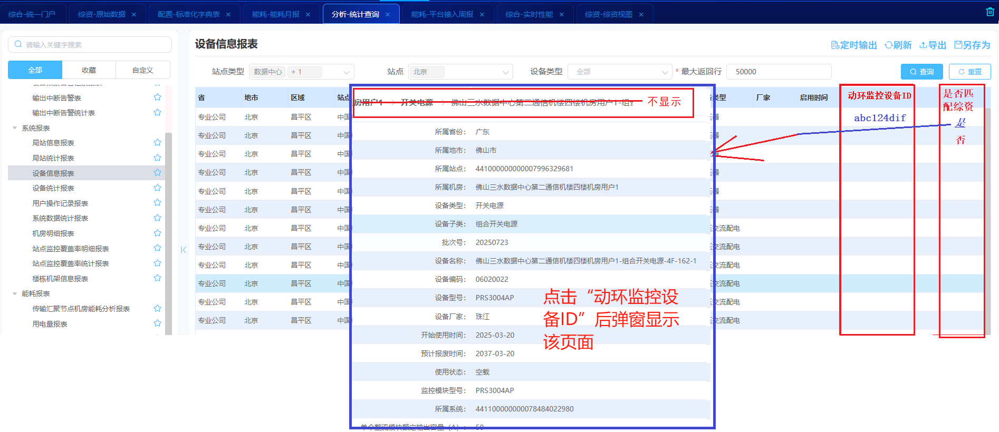 综合-统一门户 综资-原始数据 × 配置-标准化字典表 × 能耗-能耗月报 × 分析-统计查询 × 能耗-平台接入周报 × 综合-实时性能 × 综资-综资视图 ×
请输入关键字搜索
全部 收藏 自定义
输出中断告警表
输出中断告警统计表
系统报表
局站信息报表
局站统计报表
设备信息报表
设备统计报表
用户操作记录报表
系统数据统计报表
机房明细报表
站点监控覆盖率明细报表
站点监控覆盖率统计报表
楼栋机架信息报表
能耗报表
传输汇聚节点机房能耗分析报表
用电量报表
设备信息报表
定时输出 刷新 导出 另存为
站点类型 数据中心 + 1 站点 北京 设备类型 全部 * 最大返回行 50000 查询 重置
省 地市 区域 站点 类型 厂家 启用时间 动环监控设备ID 是否匹
配综资
abc124dif 是
否
专业公司 北京 昌平区 中国 器
专业公司 北京 昌平区 中国 器
专业公司 北京 昌平区 中国 器
专业公司 北京 昌平区 中国 器
专业公司 北京 昌平区 中国 器
专业公司 北京 昌平区 中国 器
专业公司 北京 昌平区 中国 交流配电
专业公司 北京 昌平区 中国 交流配电
专业公司 北京 昌平区 中国 交流配电
专业公司 北京 昌平区 中国 交流配电
专业公司 北京 昌平区 中国 交流配电
专业公司 北京 昌平区 中国 交流配电
房用户1 > 开关电源 > 佛山三水数据中心第二通信机楼四楼机房用户1-组合 不显示
所属省份： 广东
所属地市： 佛山市
所属站点： 441000000000007996329681
所属机房： 佛山三水数据中心第二通信机楼四楼机房用户1
设备类型： 开关电源
设备子类： 组合开关电源
批次号： 20250723
设备名称： 佛山三水数据中心第二通信机楼四楼机房用户1-组合开关电源-4F-162-1
设备编码： 06020022
设备型号： PRS3004AP
设备厂家： 珠江
开始使用时间： 2025-03-20
预计报废时间： 2037-03-20
使用状态： 空载
监控模块型号： PRS3004AP
所属系统： 441100000000078484022980
单个整流模块额定输出容量（A）： 50
点击“动环监控设
备ID”后弹窗显示
该页面